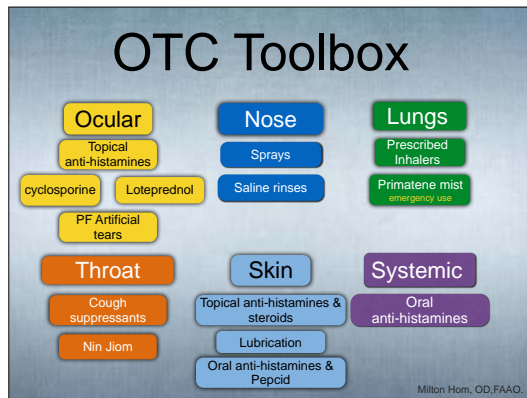 OTC Toolbox
Ocular
Topical
anti-histamines
cyclosporine
Loteprednol
PF Artificial
tears
Nose
Sprays
Saline rinses
Lungs
Prescribed
Inhalers
Primatene mist
emergency use
Throat
Cough
suppressants
Nin Jiom
Skin
Topical anti-histamines &
steroids
Lubrication
Oral anti-histamines &
Pepcid
Systemic
Oral
anti-histamines
Milton Hom, OD,FAAO.